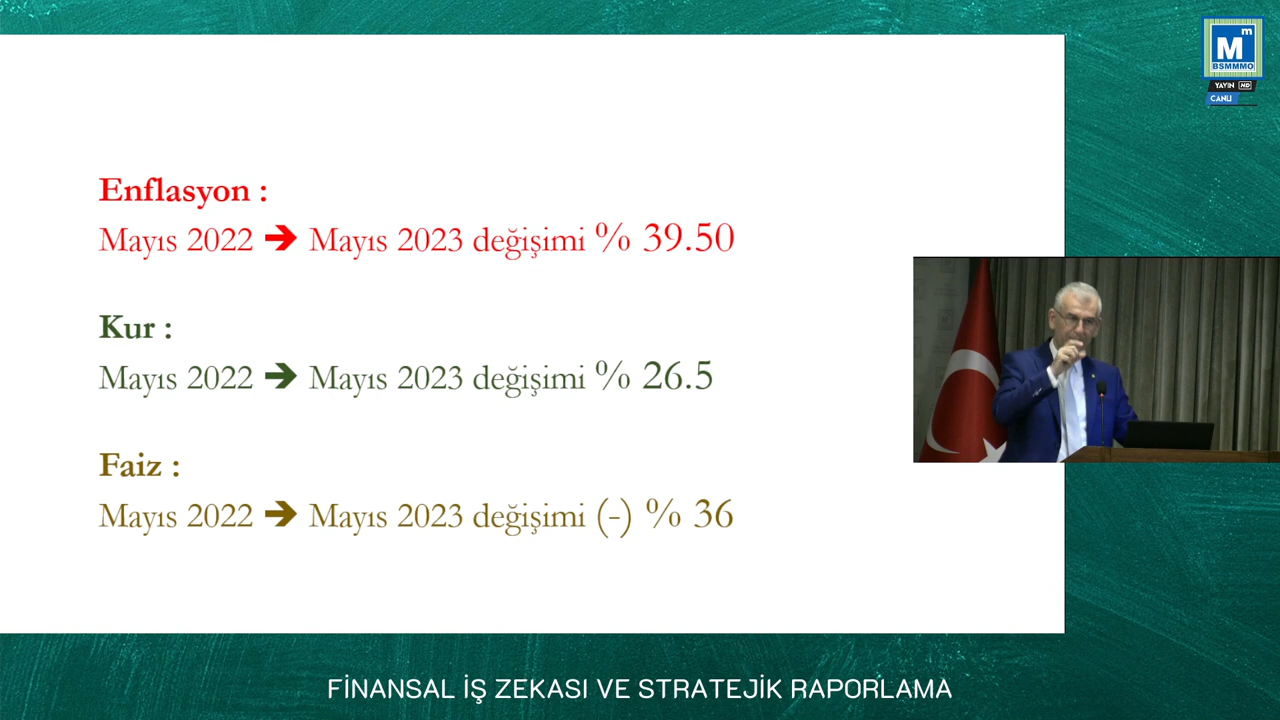 Enflasyon :
Mayıs 2022 ➔ Mayıs 2023 değişimi % 39.50
Kur :
Mayıs 2022 ➔ Mayıs 2023 değişimi % 26.5
Faiz :
Mayıs 2022 ➔ Mayıs 2023 değişimi (-) % 36
Mm
BSMMMO
YAYIN HD
CANLI
FİNANSAL İŞ ZEKASI VE STRATEJİK RAPORLAMA